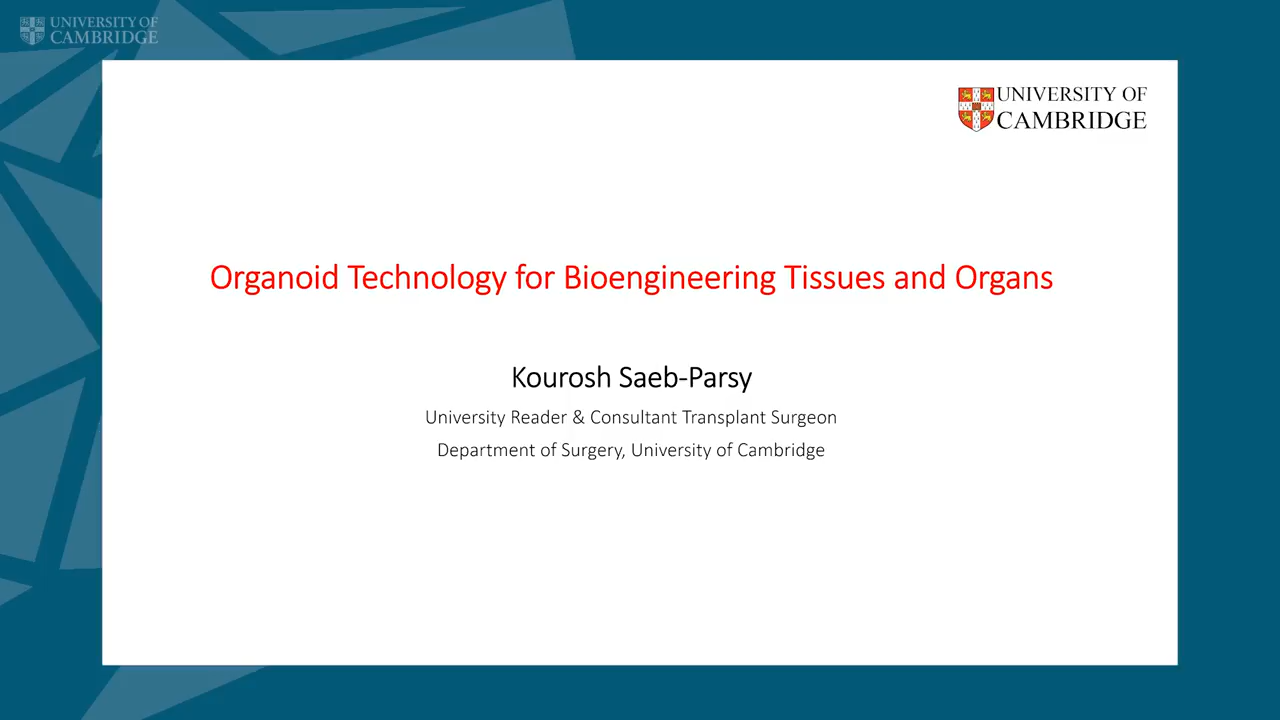 UNIVERSITY OF
CAMBRIDGE
UNIVERSITY OF
CAMBRIDGE
Organoid Technology for Bioengineering Tissues and Organs
Kourosh Saeb-Parsy
University Reader & Consultant Transplant Surgeon
Department of Surgery, University of Cambridge